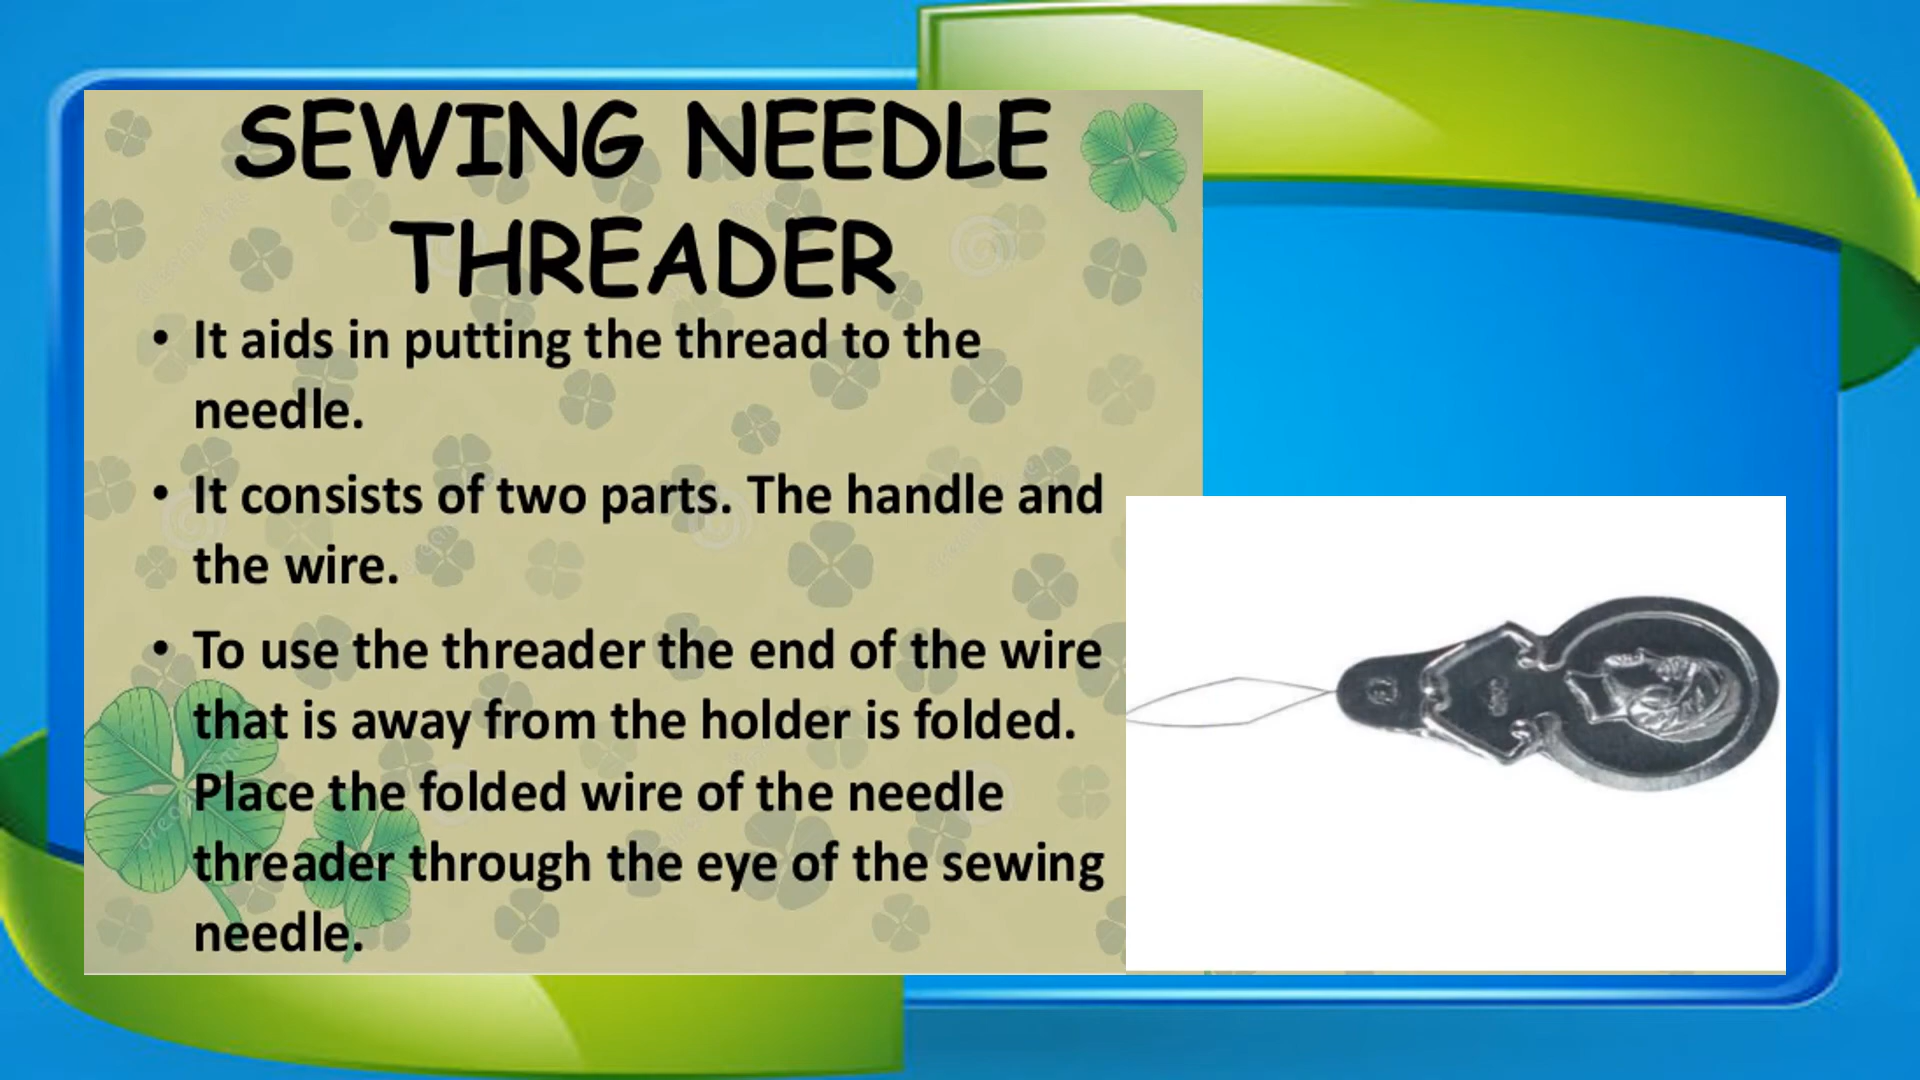 SEWING NEEDLE
THREADER
• It aids in putting the thread to the
needle.
• It consists of two parts. The handle and
the wire.
• To use the threader the end of the wire
that is away from the holder is folded.
Place the folded wire of the needle
threader through the eye of the sewing
needle.